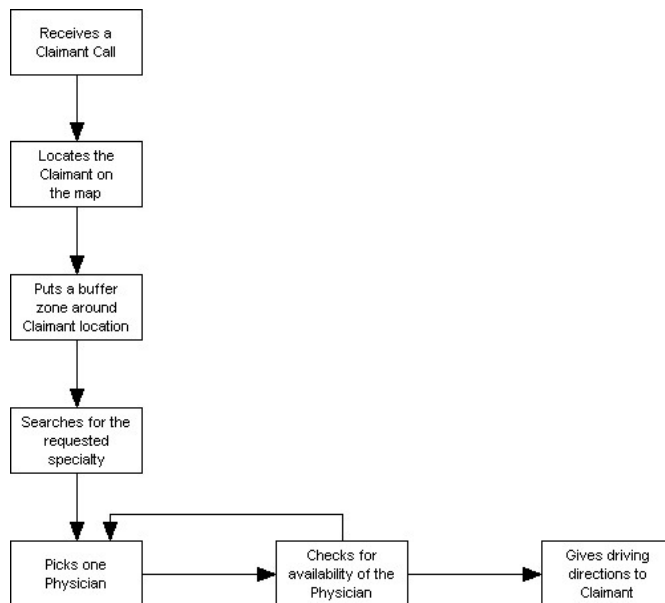 Receives a
Claimant Call
Locates the
Claimant on
the map
Puts a buffer
zone around
Claimant location
Searches for the
requested
specialty
Picks one
Physician
Checks for
availability of the
Physician
Gives driving
directions to
Claimant